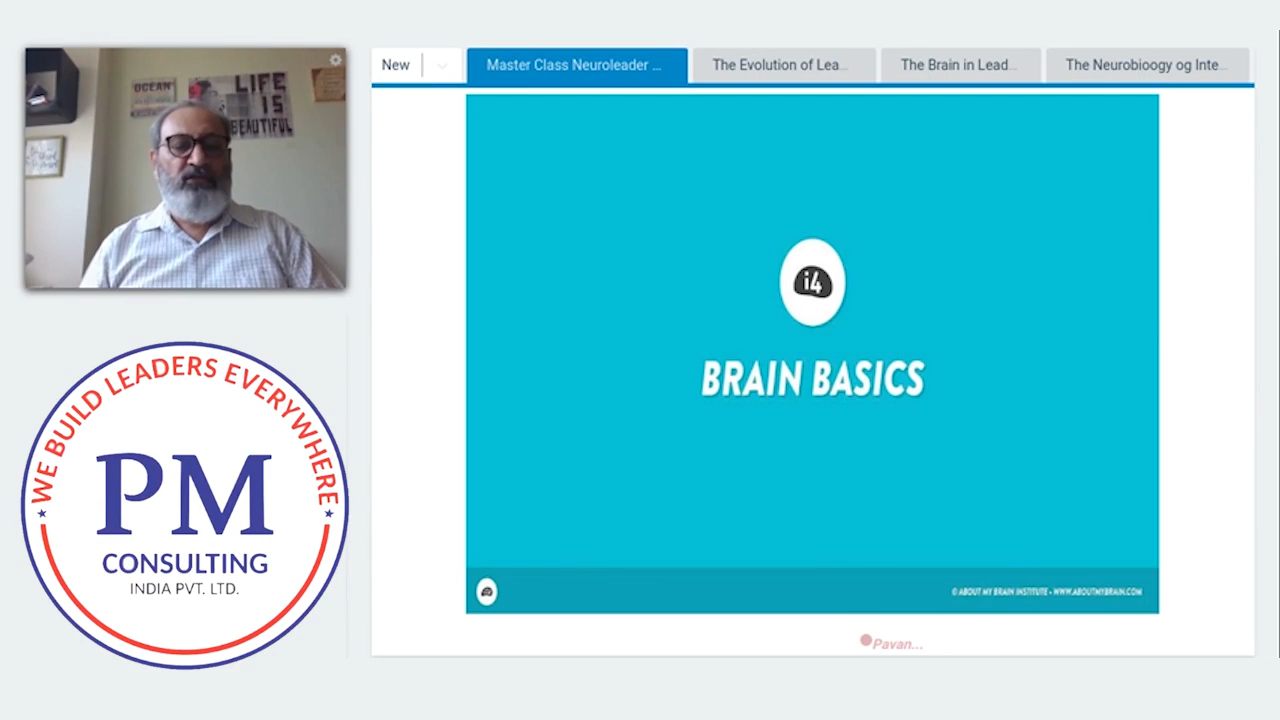 OCEAN
LIFE
IS
BEAUTIFUL
WE BUILD LEADERS EVERYWHERE
PM
CONSULTING
INDIA PVT. LTD.
New
Master Class Neuroleader ...
The Evolution of Lea...
The Brain in Lead...
The Neurobioogy og Inte...
i4
BRAIN BASICS
© ABOUT MY BRAIN INSTITUTE - WWW.ABOUTMYBRAIN.COM
Pavan...